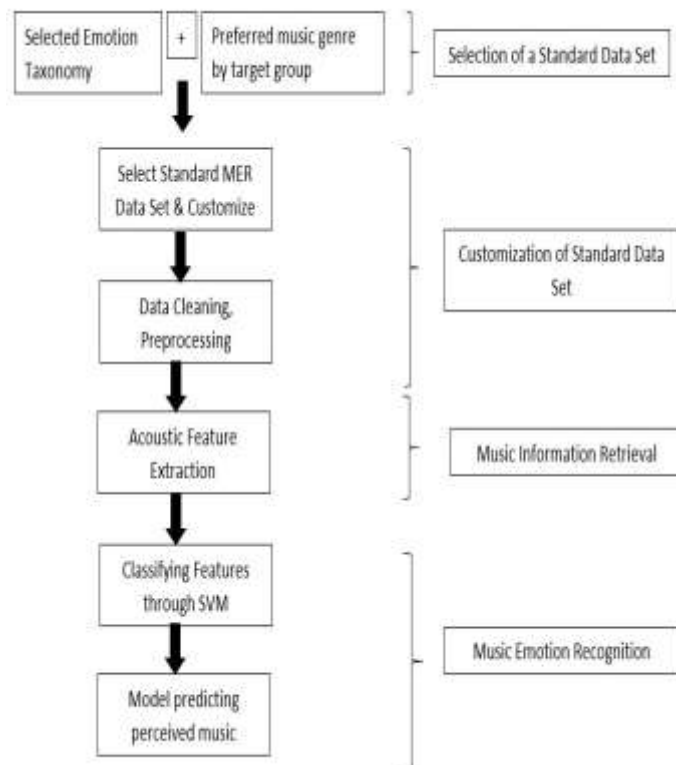 Selected Emotion
Taxonomy
+
Preferred music genre
by target group
Selection of a Standard Data Set
Select Standard MER
Data Set & Customize
Customization of Standard Data
Set
Data Cleaning,
Preprocessing
Acoustic Feature
Extraction
Music Information Retrieval
Classifying Features
through SVM
Music Emotion Recognition
Model predicting
perceived music